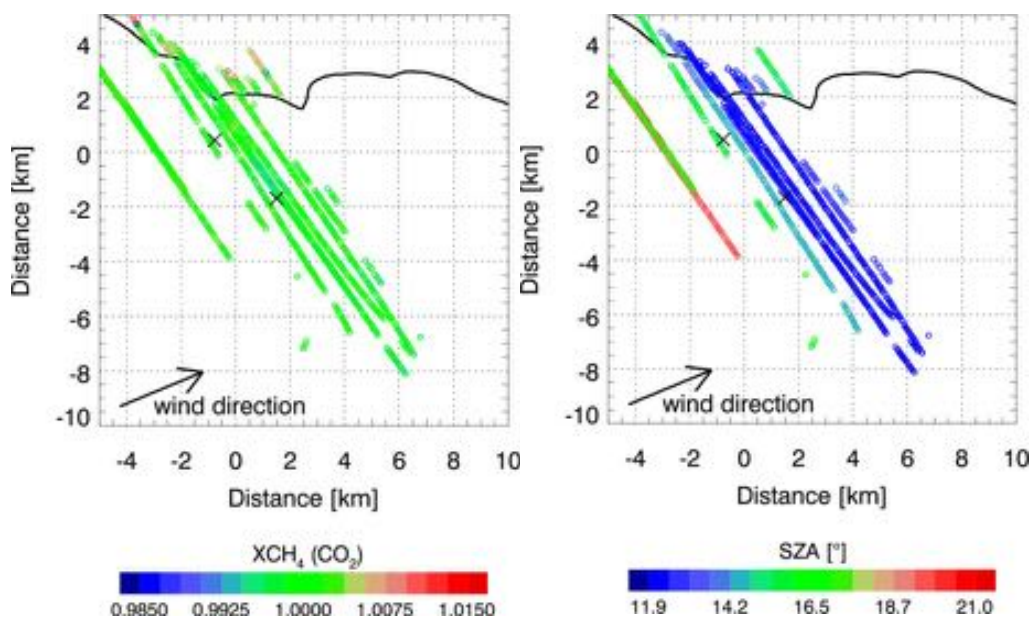 4
2
0
-2
-4
-6
-8
-10
Distance [km]
wind direction
-4 -2 0 2 4 6 8 10
Distance [km]
XCH₄ (CO₂)
0.9850 0.9925 1.0000 1.0075 1.0150
4
2
0
-2
-4
-6
-8
-10
Distance [km]
wind direction
-4 -2 0 2 4 6 8 10
Distance [km]
SZA [°]
11.9 14.2 16.5 18.7 21.0